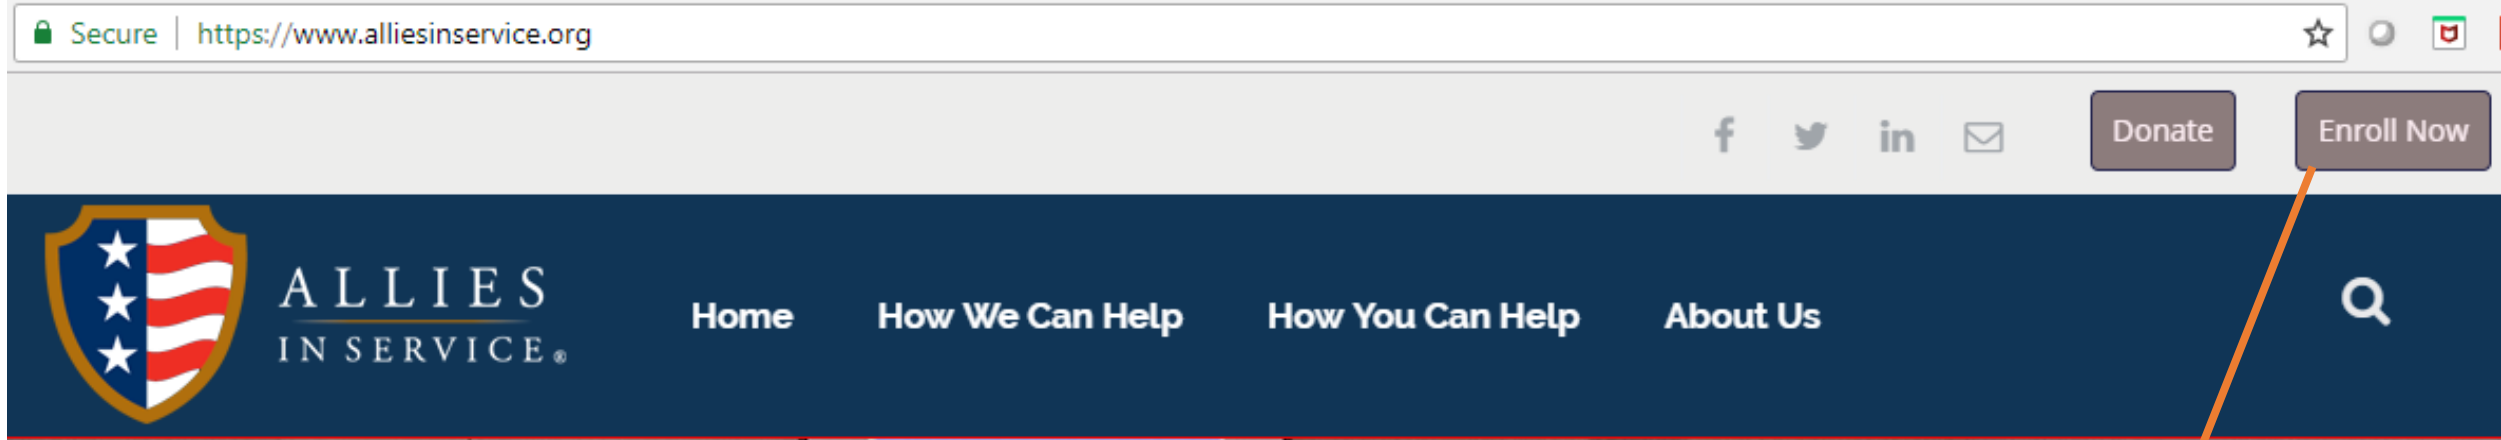 Secure | https://www.alliesinservice.org
Donate
Enroll Now
ALLIES
IN SERVICE®
Home
How We Can Help
How You Can Help
About Us